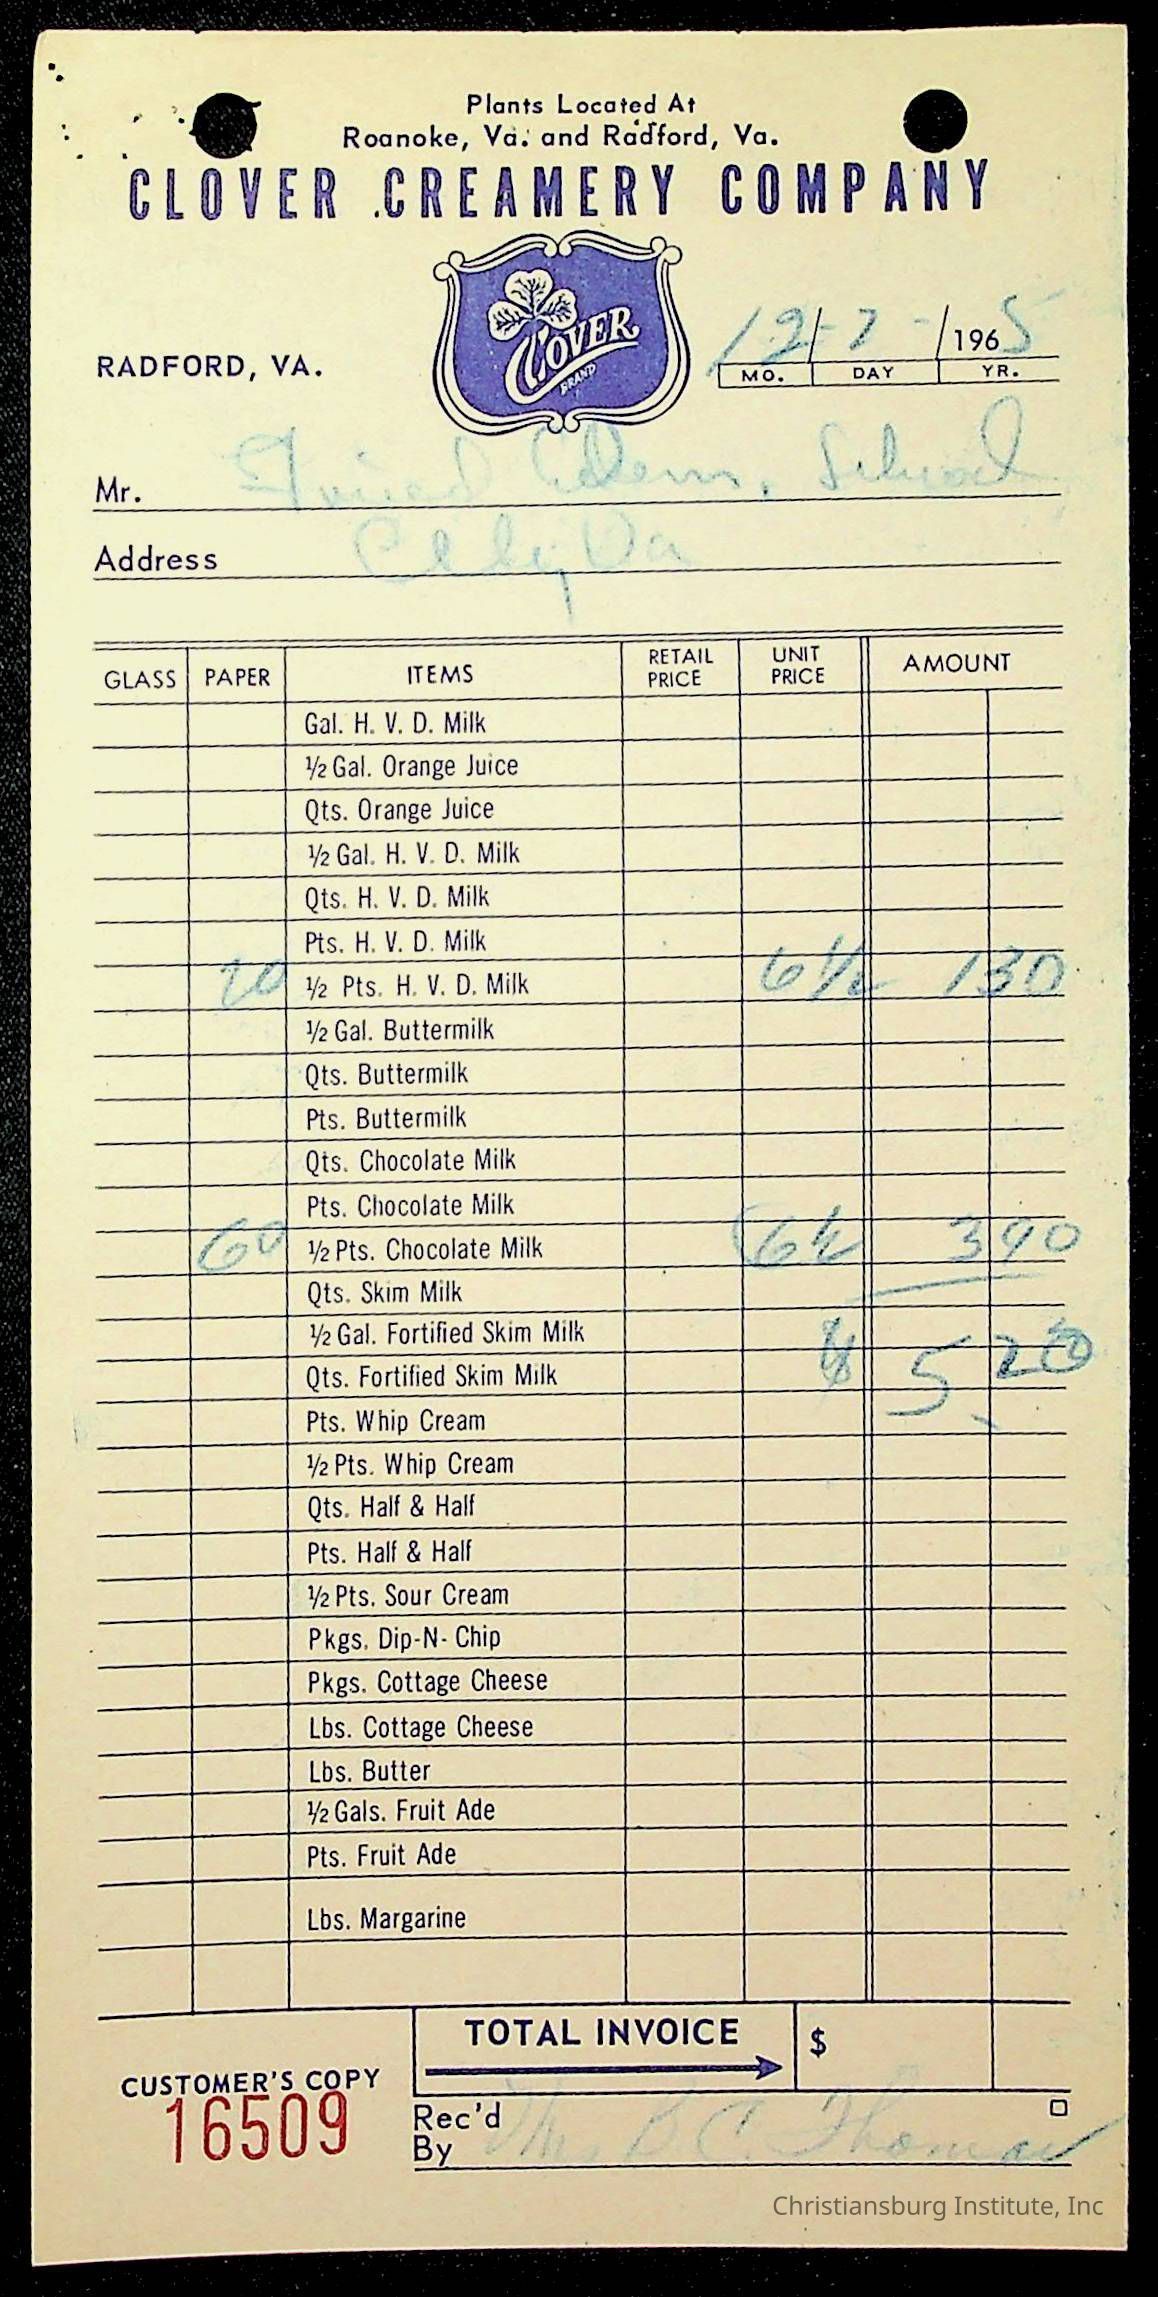 Plants Located At
Roanoke, Va. and Radford, Va.
CLOVER CREAMERY COMPANY
CLOVER
BRAND
RADFORD, VA.
12-7-/1965
MO. DAY YR.
Mr. Friends Elem. School
Address Va
GLASS PAPER ITEMS RETAIL PRICE UNIT PRICE AMOUNT
Gal. H. V. D. Milk
½ Gal. Orange Juice
Qts. Orange Juice
½ Gal. H. V. D. Milk
Qts. H. V. D. Milk
Pts. H. V. D. Milk
20 ½ Pts. H. V. D. Milk 6½ 130
½ Gal. Buttermilk
Qts. Buttermilk
Pts. Buttermilk
Qts. Chocolate Milk
Pts. Chocolate Milk
60 ½ Pts. Chocolate Milk 6½ 390
Qts. Skim Milk
½ Gal. Fortified Skim Milk
$ 5.20
Qts. Fortified Skim Milk
Pts. Whip Cream
½ Pts. Whip Cream
Qts. Half & Half
Pts. Half & Half
½ Pts. Sour Cream
Pkgs. Dip-N-Chip
Pkgs. Cottage Cheese
Lbs. Cottage Cheese
Lbs. Butter
½ Gals. Fruit Ade
Pts. Fruit Ade
Lbs. Margarine
TOTAL INVOICE $
CUSTOMER'S COPY
16509
Rec'd By Mrs B C. Thomas
Christiansburg Institute, Inc